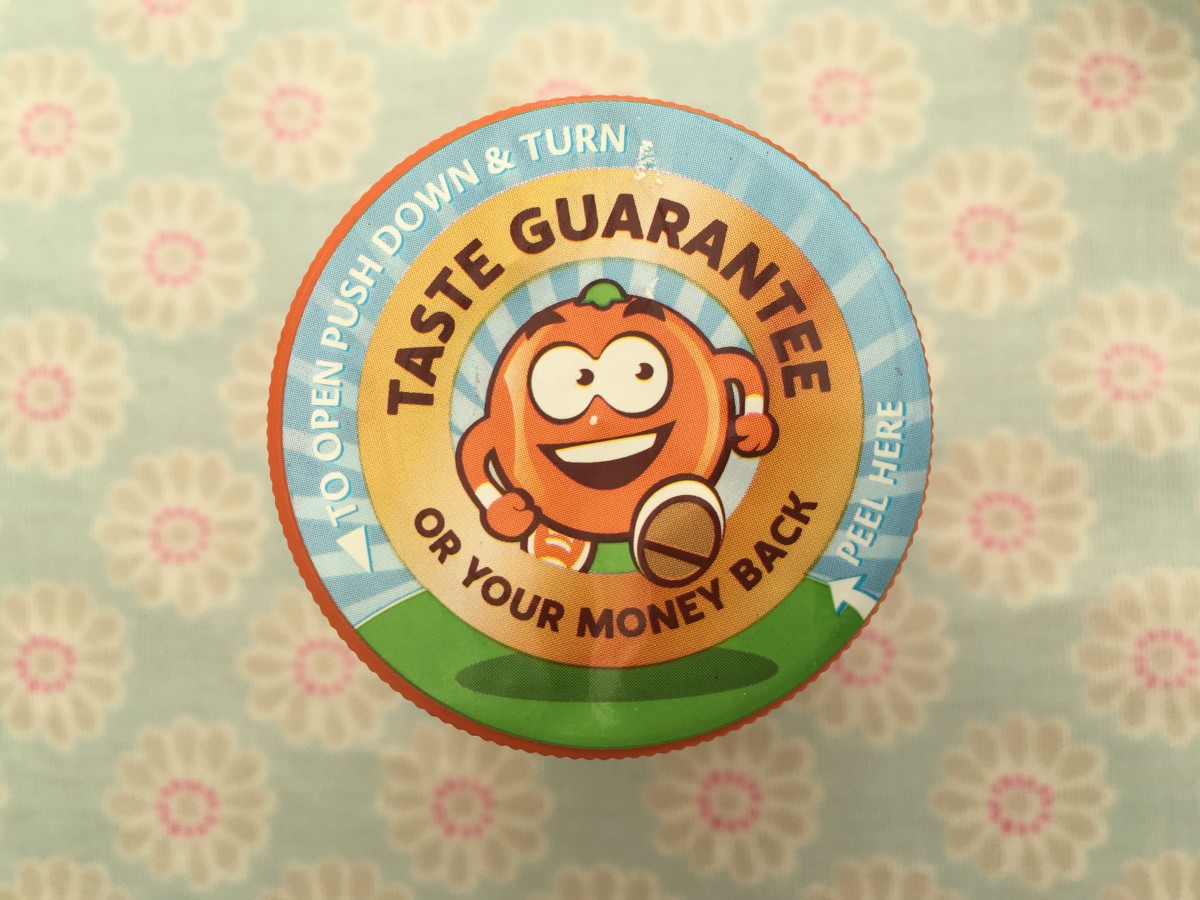 TO OPEN PUSH DOWN & TURN
TASTE GUARANTEE
OR YOUR MONEY BACK
PEEL HERE